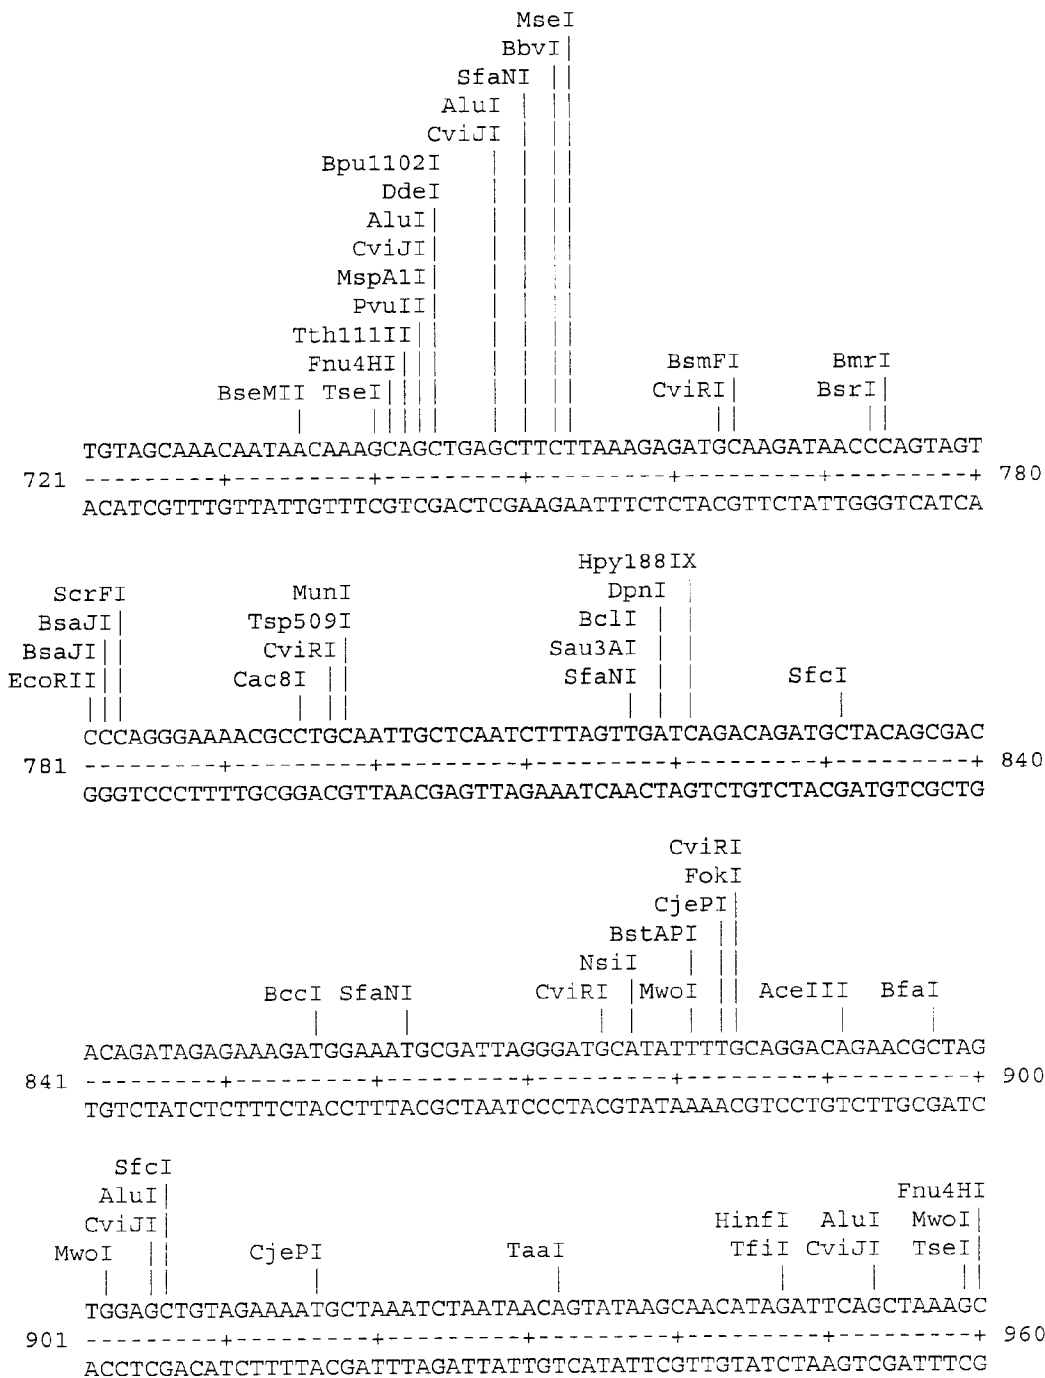 MseI
BbvI
SfaNI
AluI
CviJI
Bpu1102I
DdeI
AluI
CviJI
MspA1I
PvuII
Tth111II
Fnu4HI BsmFI BmrI
BseMII TseI CviRI BsrI
TGTAGCAAACAATAACAAAGCAGCTGAGCTTCTTAAAGAGATGCAAGATAACCCAGTAGT
721 ---------+---------+---------+---------+---------+---------+ 780
ACATCGTTTGTTATTGTTTCGTCGACTCGAAGAATTTCTCTACGTTCTATTGGGTCATCA
Hpy188IX
ScrFI MunI DpnI
BsaJI Tsp509I BclI
BsaJI CviRI Sau3AI
EcoRII Cac8I SfaNI SfcI
CCCAGGGAAAACGCCTGCAATTGCTCAATCTTTAGTTGATCAGACAGATGCTACAGCGAC
781 ---------+---------+---------+---------+---------+---------+ 840
GGGTCCCTTTTGCGGACGTTAACGAGTTAGAAATCAACTAGTCTGTCTACGATGTCGCTG
CviRI
FokI
CjePI
BstAPI
NsiI
BccI SfaNI CviRI MwoI AceIII BfaI
ACAGATAGAGAAAGATGGAAATGCGATTAGGGATGCATATTTTGCAGGACAGAACGCTAG
841 ---------+---------+---------+---------+---------+---------+ 900
TGTCTATCTCTTTCTACCTTTACGCTAATCCCTACGTATAAAACGTCCTGTCTTGCGATC
SfcI
AluI Fnu4HI
CviJI HinfI AluI MwoI
MwoI CjePI TaaI TfiI CviJI TseI
TGGAGCTGTAGAAAATGCTAAATCTAATAACAGTATAAGCAACATAGATTCAGCTAAAGC
901 ---------+---------+---------+---------+---------+---------+ 960
ACCTCGACATCTTTTACGATTTAGATTATTGTCATATTCGTTGTATCTAAGTCGATTTCG